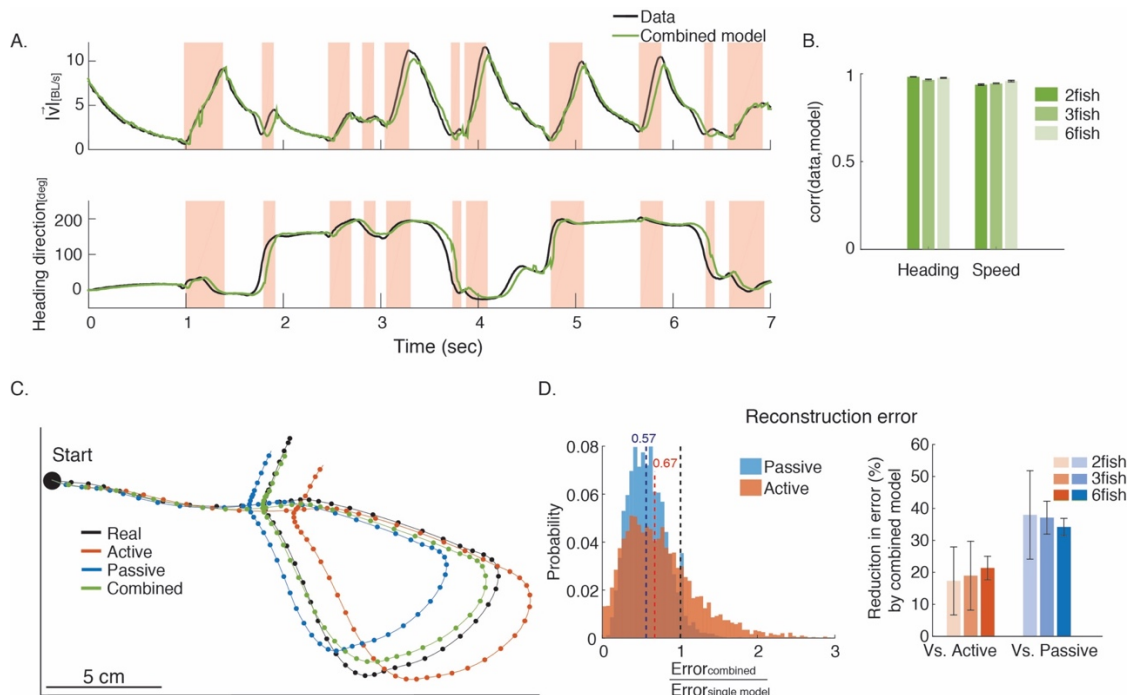 A.
Data
Combined model
|v⃗|[BL/s]
10
5
0
Heading direction[deg]
200
100
0
0 1 2 3 4 5 6 7
Time (sec)
B.
corr(data,model)
1
0.5
0
2fish
3fish
6fish
Heading Speed
C.
Start
Real
Active
Passive
Combined
5 cm
D.
Reconstruction error
0.57
0.67
Passive
Active
Probability
0.08
0.06
0.04
0.02
0
0 1 2 3
Errorcombined
Errorsingle model
Reduciton in error (%)
by combined model
60
50
40
30
20
10
0
2fish
3fish
6fish
Vs. Active Vs. Passive